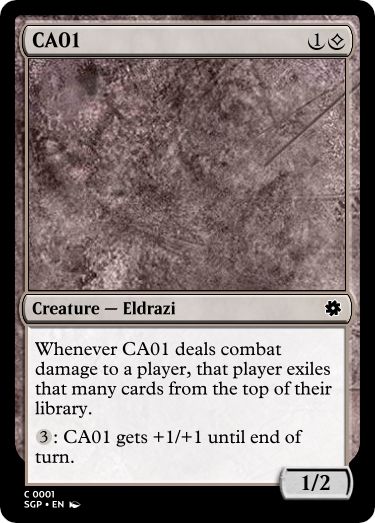 CA01 1
Creature — Eldrazi
Whenever CA01 deals combat
damage to a player, that player exiles
that many cards from the top of their
library.
3: CA01 gets +1/+1 until end of
turn.
1/2
C 0001
SGP • EN